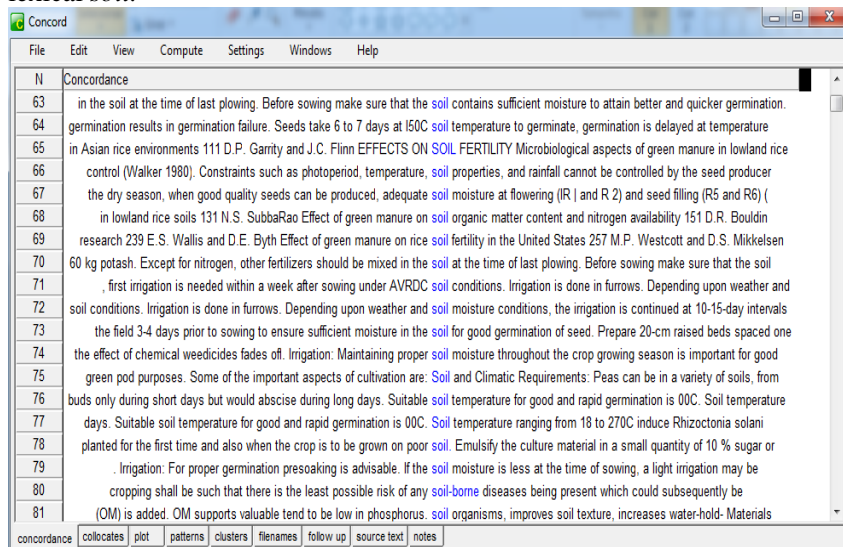 Concord
File Edit View Compute Settings Windows Help
N Concordance
63 in the soil at the time of last plowing. Before sowing make sure that the soil contains sufficient moisture to attain better and quicker germination.
64 germination results in germination failure. Seeds take 6 to 7 days at I50C soil temperature to germinate, germination is delayed at temperature
65 in Asian rice environments 111 D.P. Garrity and J.C. Flinn EFFECTS ON SOIL FERTILITY Microbiological aspects of green manure in lowland rice
66 control (Walker 1980). Constraints such as photoperiod, temperature, soil properties, and rainfall cannot be controlled by the seed producer
67 the dry season, when good quality seeds can be produced, adequate soil moisture at flowering (IR | and R 2) and seed filling (R5 and R6) (
68 in lowland rice soils 131 N.S. SubbaRao Effect of green manure on soil organic matter content and nitrogen availability 151 D.R. Bouldin
69 research 239 E.S. Wallis and D.E. Byth Effect of green manure on rice soil fertility in the United States 257 M.P. Westcott and D.S. Mikkelsen
70 60 kg potash. Except for nitrogen, other fertilizers should be mixed in the soil at the time of last plowing. Before sowing make sure that the soil
71 , first irrigation is needed within a week after sowing under AVRDC soil conditions. Irrigation is done in furrows. Depending upon weather and
72 soil conditions. Irrigation is done in furrows. Depending upon weather and soil moisture conditions, the irrigation is continued at 10-15-day intervals
73 the field 3-4 days prior to sowing to ensure sufficient moisture in the soil for good germination of seed. Prepare 20-cm raised beds spaced one
74 the effect of chemical weedicides fades ofl. Irrigation: Maintaining proper soil moisture throughout the crop growing season is important for good
75 green pod purposes. Some of the important aspects of cultivation are: Soil and Climatic Requirements: Peas can be in a variety of soils, from
76 buds only during short days but would abscise during long days. Suitable soil temperature for good and rapid germination is 00C. Soil temperature
77 days. Suitable soil temperature for good and rapid germination is 00C. Soil temperature ranging from 18 to 270C induce Rhizoctonia solani
78 planted for the first time and also when the crop is to be grown on poor soil. Emulsify the culture material in a small quantity of 10 % sugar or
79 . Irrigation: For proper germination presoaking is advisable. If the soil moisture is less at the time of sowing, a light irrigation may be
80 cropping shall be such that there is the least possible risk of any soil-borne diseases being present which could subsequently be
81 (OM) is added. OM supports valuable tend to be low in phosphorus. soil organisms, improves soil texture, increases water-hold- Materials
concordance collocates plot patterns clusters filenames follow up source text notes